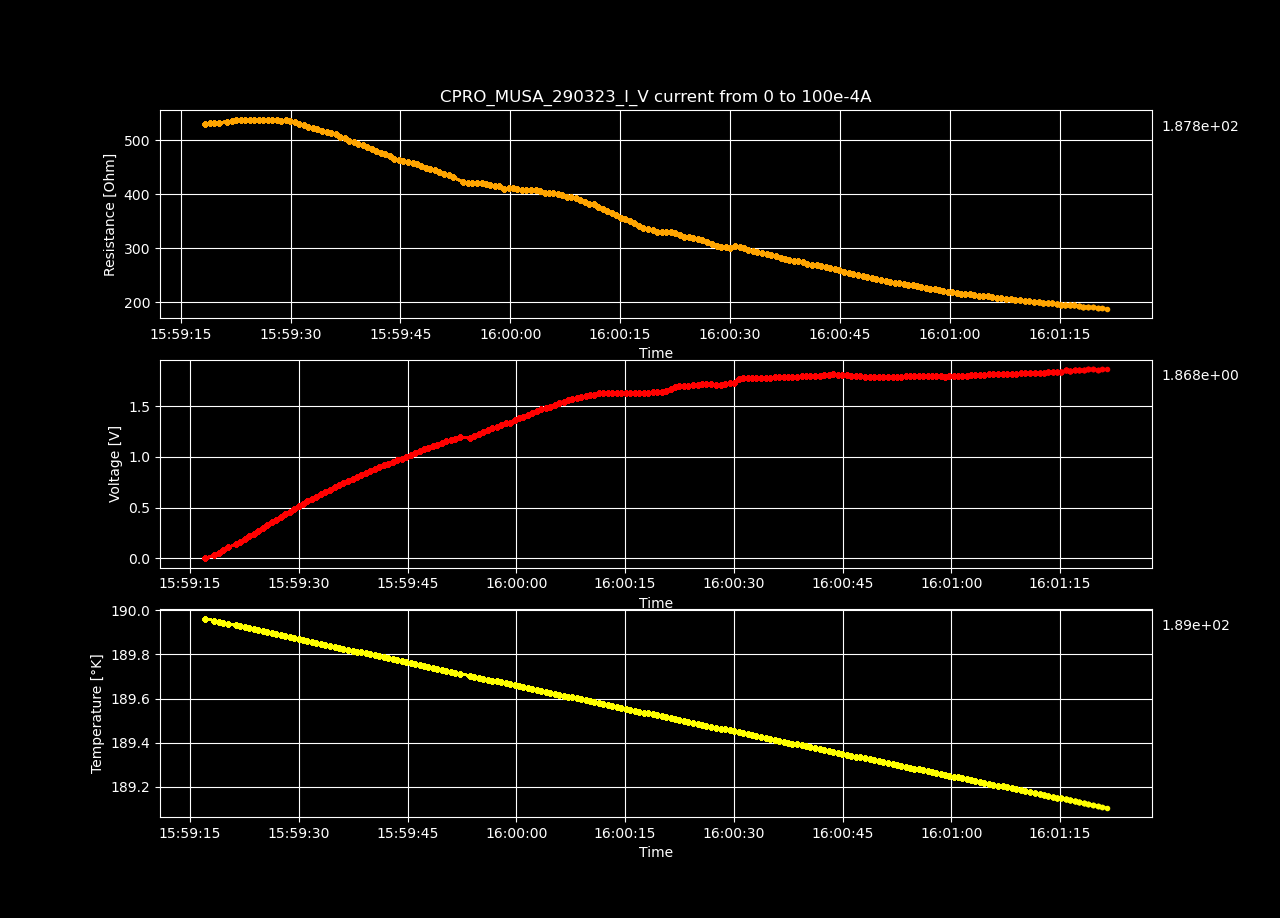 CPRO_MUSA_290323_I_V current from 0 to 100e-4A
1.878e+02
Resistance [Ohm]
500
400
300
200
15:59:15 15:59:30 15:59:45 16:00:00 16:00:15 16:00:30 16:00:45 16:01:00 16:01:15
Time
1.868e+00
Voltage [V]
1.5
1.0
0.5
0.0
15:59:15 15:59:30 15:59:45 16:00:00 16:00:15 16:00:30 16:00:45 16:01:00 16:01:15
Time
1.89e+02
Temperature [°K]
190.0
189.8
189.6
189.4
189.2
15:59:15 15:59:30 15:59:45 16:00:00 16:00:15 16:00:30 16:00:45 16:01:00 16:01:15
Time